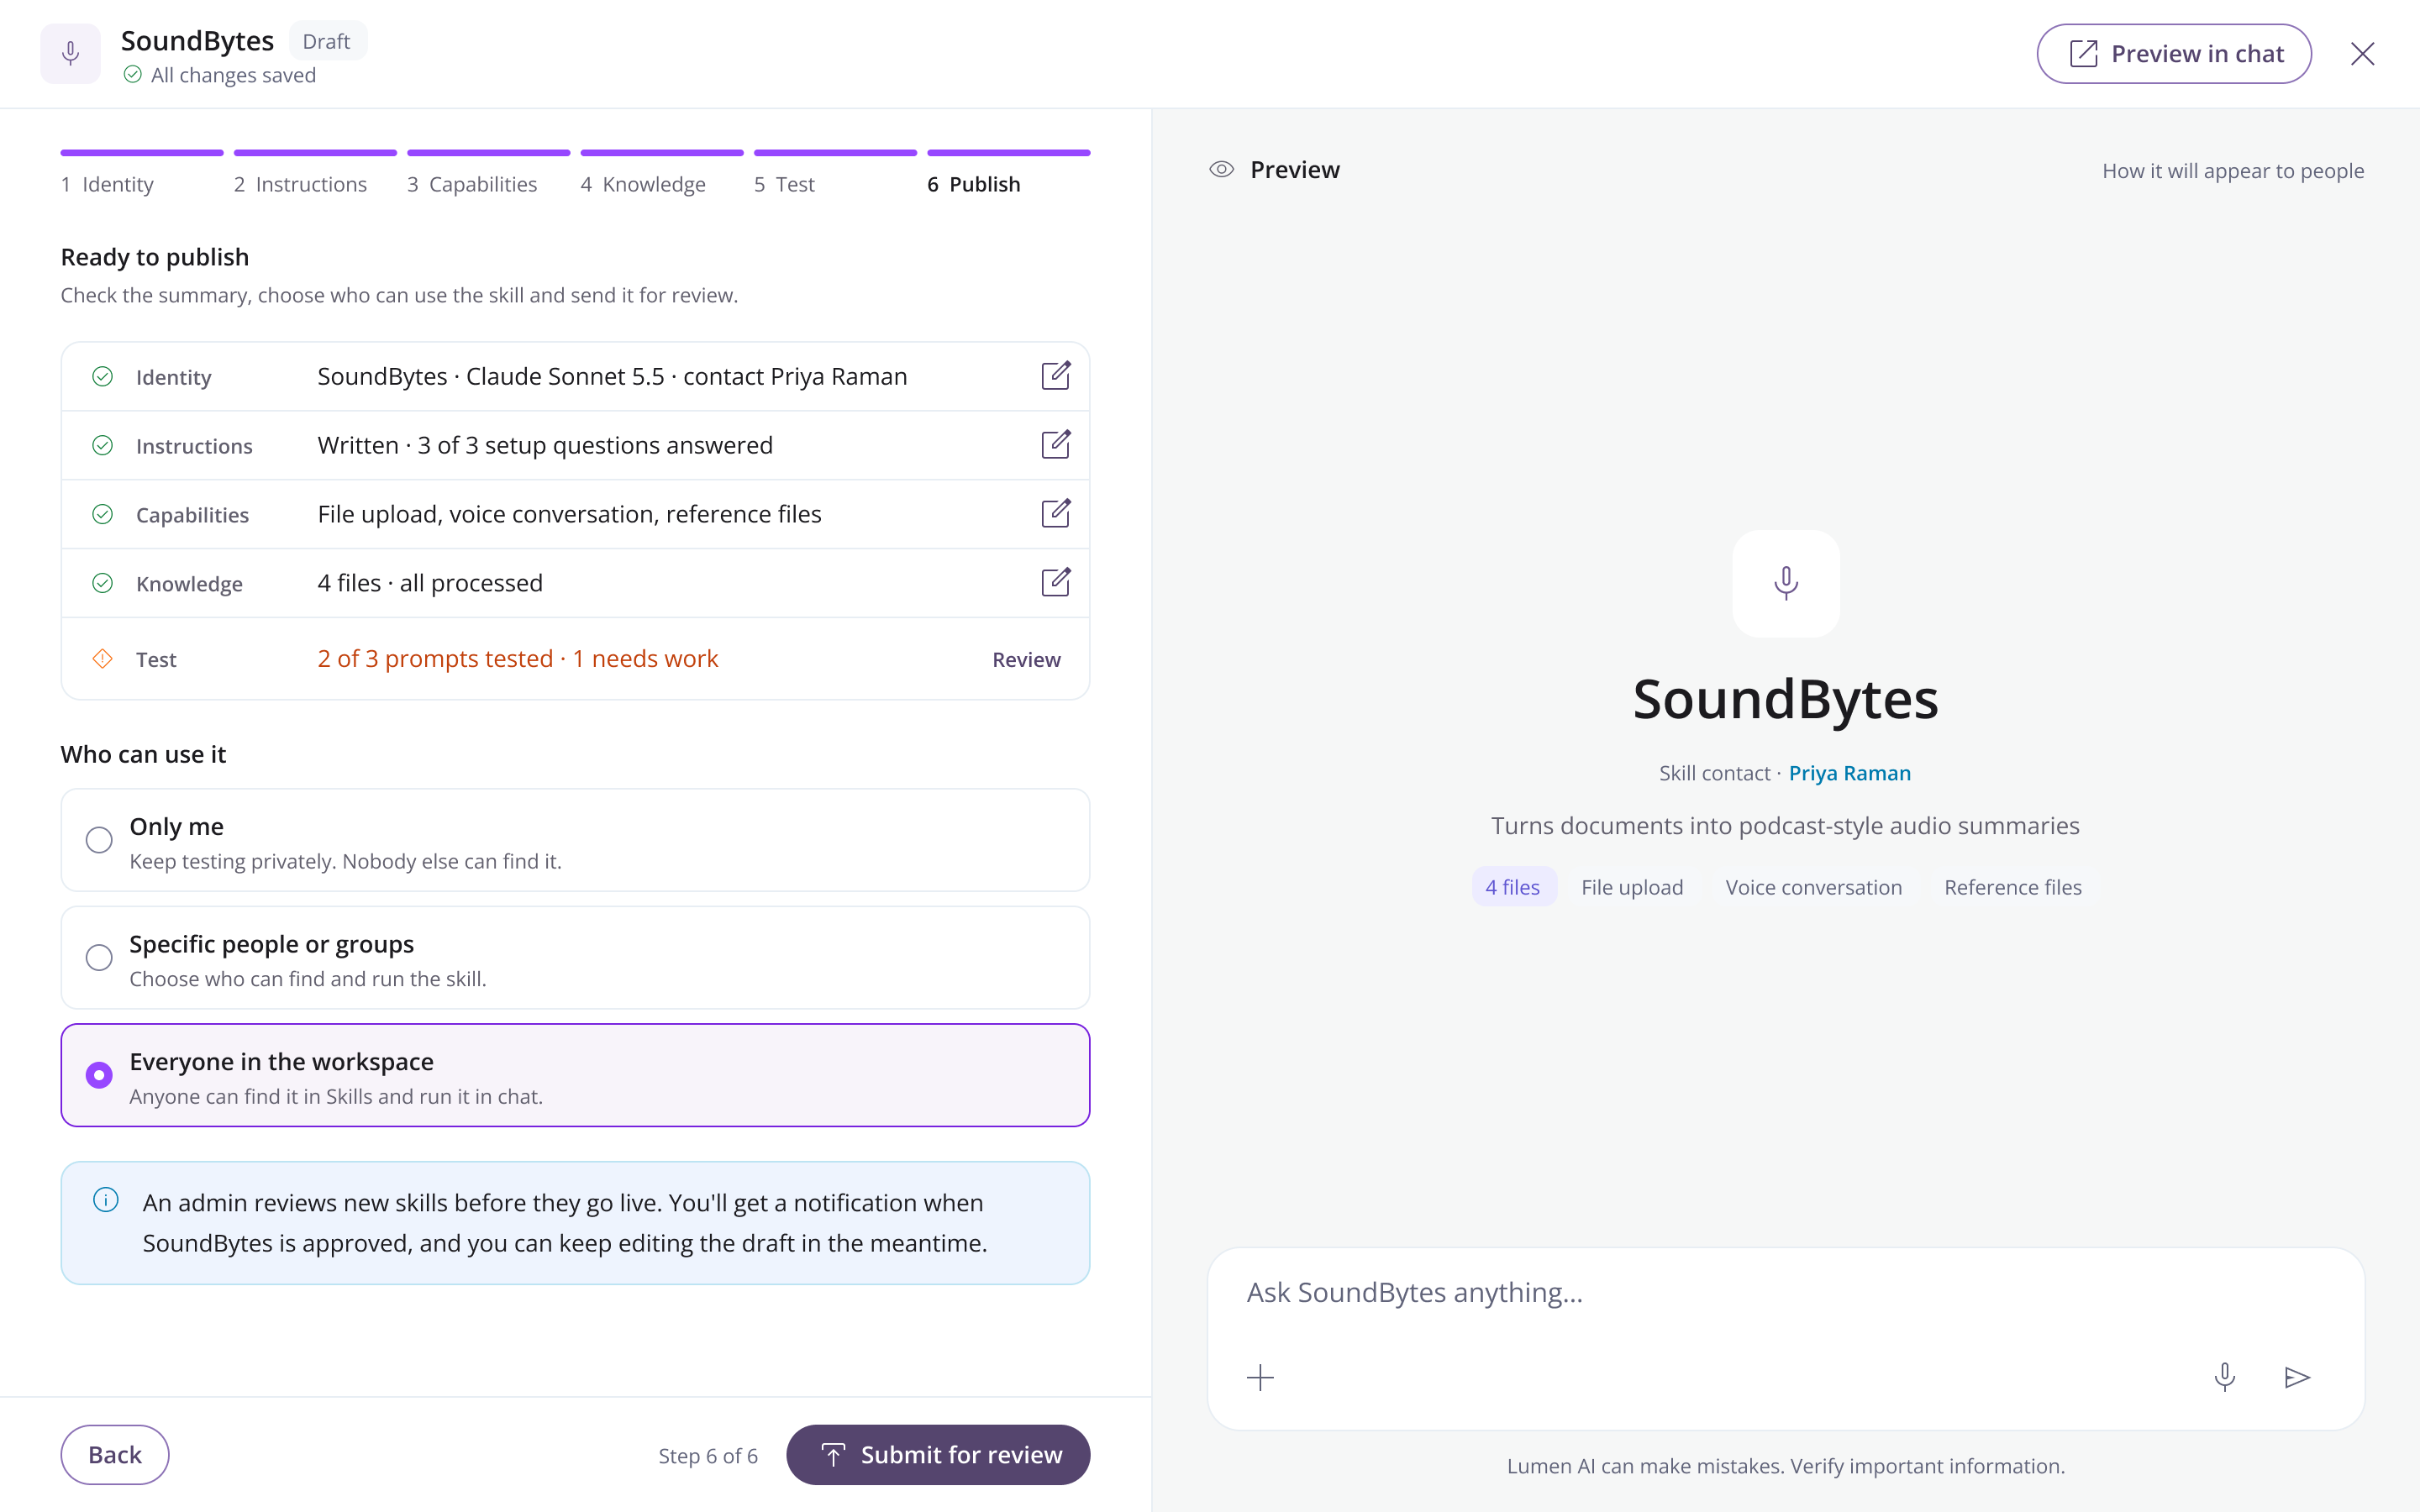 SoundBytes Draft
All changes saved
Preview in chat
1 Identity
2 Instructions
3 Capabilities
4 Knowledge
5 Test
6 Publish
Ready to publish
Check the summary, choose who can use the skill and send it for review.
Identity SoundBytes · Claude Sonnet 5.5 · contact Priya Raman
Instructions Written · 3 of 3 setup questions answered
Capabilities File upload, voice conversation, reference files
Knowledge 4 files · all processed
Test 2 of 3 prompts tested · 1 needs work Review
Who can use it
Only me
Keep testing privately. Nobody else can find it.
Specific people or groups
Choose who can find and run the skill.
Everyone in the workspace
Anyone can find it in Skills and run it in chat.
An admin reviews new skills before they go live. You'll get a notification when
SoundBytes is approved, and you can keep editing the draft in the meantime.
Back
Step 6 of 6
Submit for review
Preview
How it will appear to people
SoundBytes
Skill contact · Priya Raman
Turns documents into podcast-style audio summaries
4 files File upload Voice conversation Reference files
Ask SoundBytes anything...
Lumen AI can make mistakes. Verify important information.